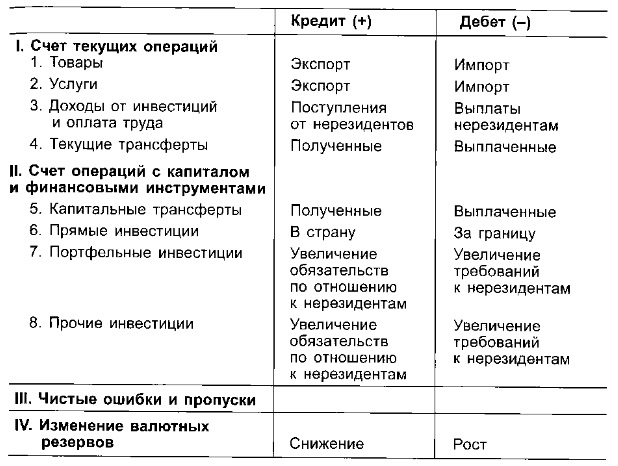 Кредит (+) Дебет (–)
I. Счет текущих операций
1. Товары Экспорт Импорт
2. Услуги Экспорт Импорт
3. Доходы от инвестиций Поступления Выплаты
и оплата труда от нерезидентов нерезидентам
4. Текущие трансферты Полученные Выплаченные
II. Счет операций с капиталом
и финансовыми инструментами
5. Капитальные трансферты Полученные Выплаченные
6. Прямые инвестиции В страну За границу
7. Портфельные инвестиции Увеличение Увеличение
обязательств требований
по отношению к нерезидентам
к нерезидентам
8. Прочие инвестиции Увеличение Увеличение
обязательств требований
по отношению к нерезидентам
к нерезидентам
III. Чистые ошибки и пропуски
IV. Изменение валютных
резервов Снижение Рост